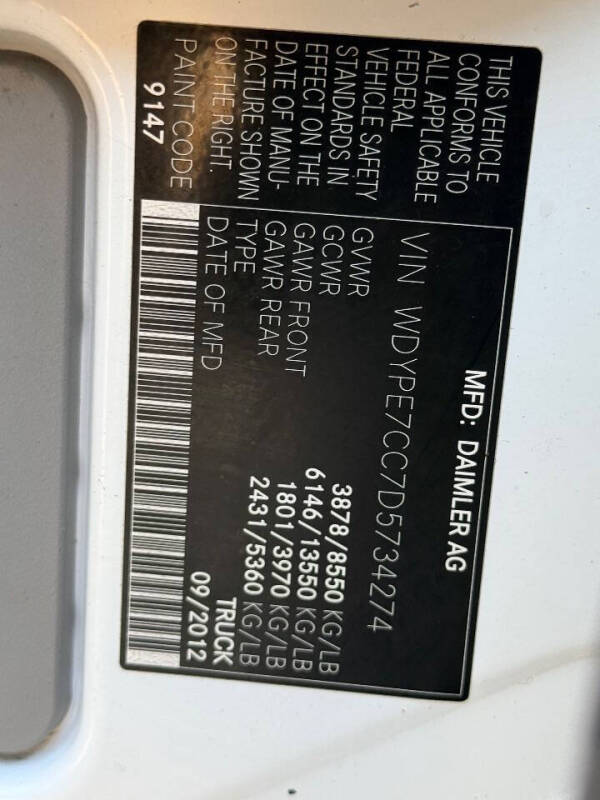 MFD: DAIMLER AG
THIS VEHICLE
CONFORMS TO
ALL APPLICABLE
FEDERAL
VEHICLE SAFETY
STANDARDS IN
EFFECT ON THE
DATE OF MANU-
FACTURE SHOWN
ON THE RIGHT.
PAINT CODE
9147
VIN WDYPE7CC7D5734274
GVWR 3878/8550 KG/LB
GCWR 6146/13550 KG/LB
GAWR FRONT 1801/3970 KG/LB
GAWR REAR 2431/5360 KG/LB
TYPE TRUCK
DATE OF MFD 09/2012